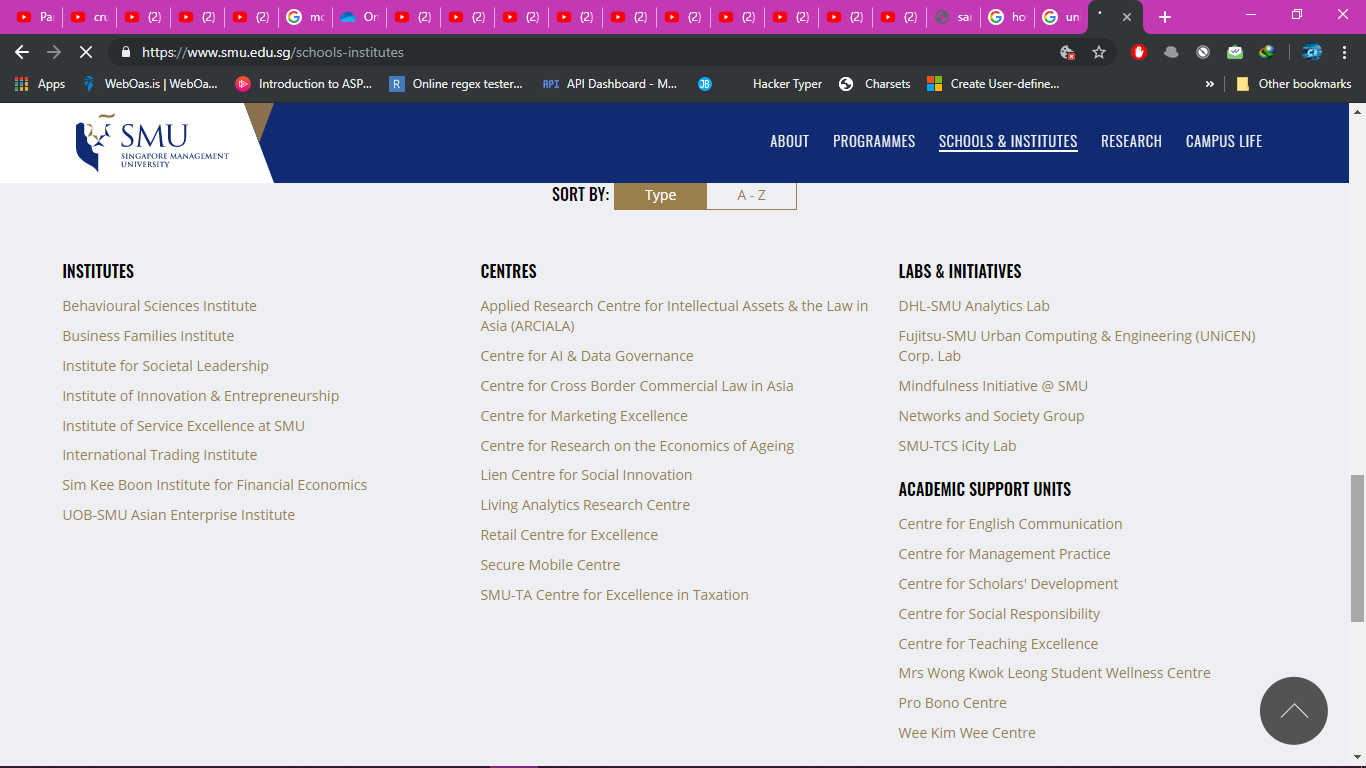 Pa
cru
(2)
(2)
(2)
mo
On
(2)
(2)
(2)
(2)
(2)
(2)
(2)
(2)
(2)
(2)
sar
ho
uni
https://www.smu.edu.sg/schools-institutes
Apps
WebOas.is | WebOa...
Introduction to ASP...
R
Online regex tester...
API
API Dashboard - M...
JB
Hacker Typer
Charsets
Create User-define...
»
Other bookmarks
SMU
SINGAPORE MANAGEMENT
UNIVERSITY
ABOUT
PROGRAMMES
SCHOOLS & INSTITUTES
RESEARCH
CAMPUS LIFE
SORT BY:
Type
A - Z
INSTITUTES
Behavioural Sciences Institute
Business Families Institute
Institute for Societal Leadership
Institute of Innovation & Entrepreneurship
Institute of Service Excellence at SMU
International Trading Institute
Sim Kee Boon Institute for Financial Economics
UOB-SMU Asian Enterprise Institute
CENTRES
Applied Research Centre for Intellectual Assets & the Law in
Asia (ARCIALA)
Centre for AI & Data Governance
Centre for Cross Border Commercial Law in Asia
Centre for Marketing Excellence
Centre for Research on the Economics of Ageing
Lien Centre for Social Innovation
Living Analytics Research Centre
Retail Centre for Excellence
Secure Mobile Centre
SMU-TA Centre for Excellence in Taxation
LABS & INITIATIVES
DHL-SMU Analytics Lab
Fujitsu-SMU Urban Computing & Engineering (UNiCEN)
Corp. Lab
Mindfulness Initiative @ SMU
Networks and Society Group
SMU-TCS iCity Lab
ACADEMIC SUPPORT UNITS
Centre for English Communication
Centre for Management Practice
Centre for Scholars' Development
Centre for Social Responsibility
Centre for Teaching Excellence
Mrs Wong Kwok Leong Student Wellness Centre
Pro Bono Centre
Wee Kim Wee Centre